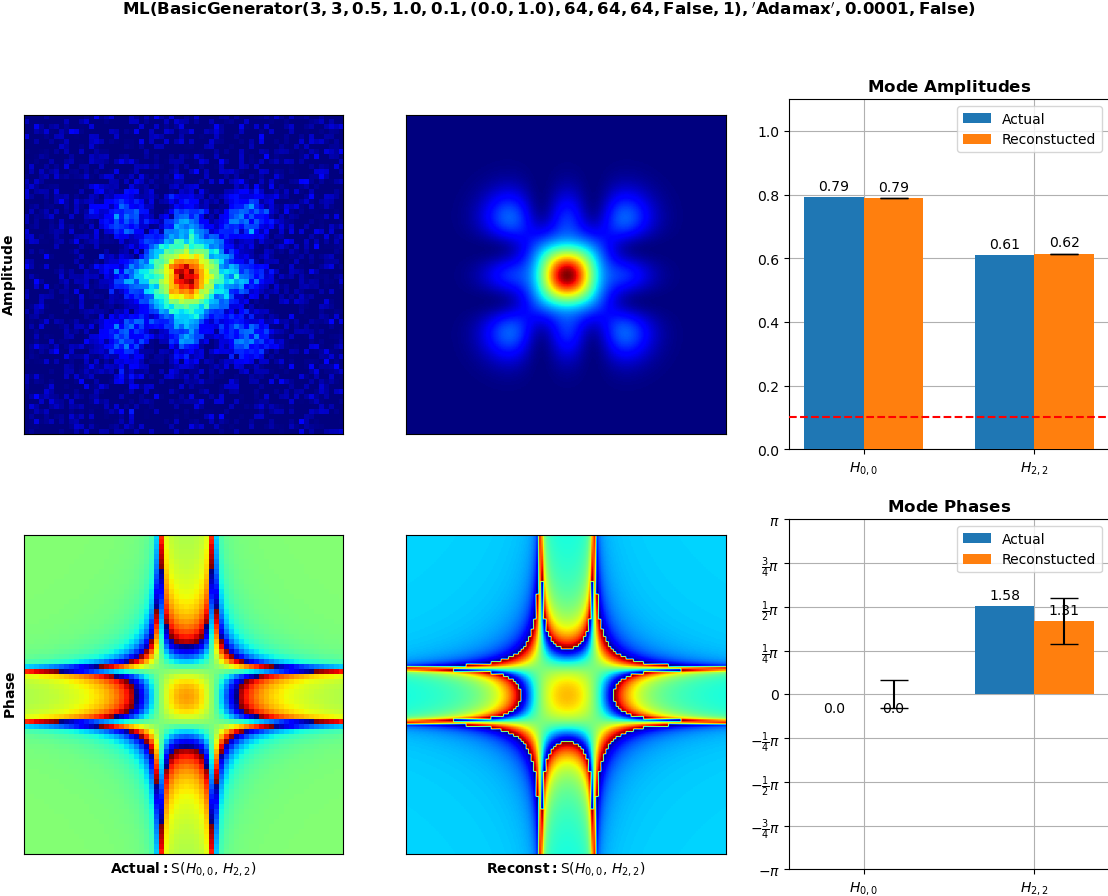 ML(BasicGenerator(3, 3, 0.5, 1.0, 0.1, (0.0, 1.0), 64, 64, 64, False, 1), ′Adamax′, 0.0001, False)
Amplitude
Mode Amplitudes
Actual
Reconstucted
1.0
0.8
0.6
0.4
0.2
0.0
0.79
0.79
0.61
0.62
H0, 0
H2, 2
Phase
Actual: S(H0, 0, H2, 2)
Reconst: S(H0, 0, H2, 2)
Mode Phases
Actual
Reconstucted
π
3/4π
1/2π
1/4π
0
−1/4π
−1/2π
−3/4π
−π
0.0
0.0
1.58
1.31
H0, 0
H2, 2